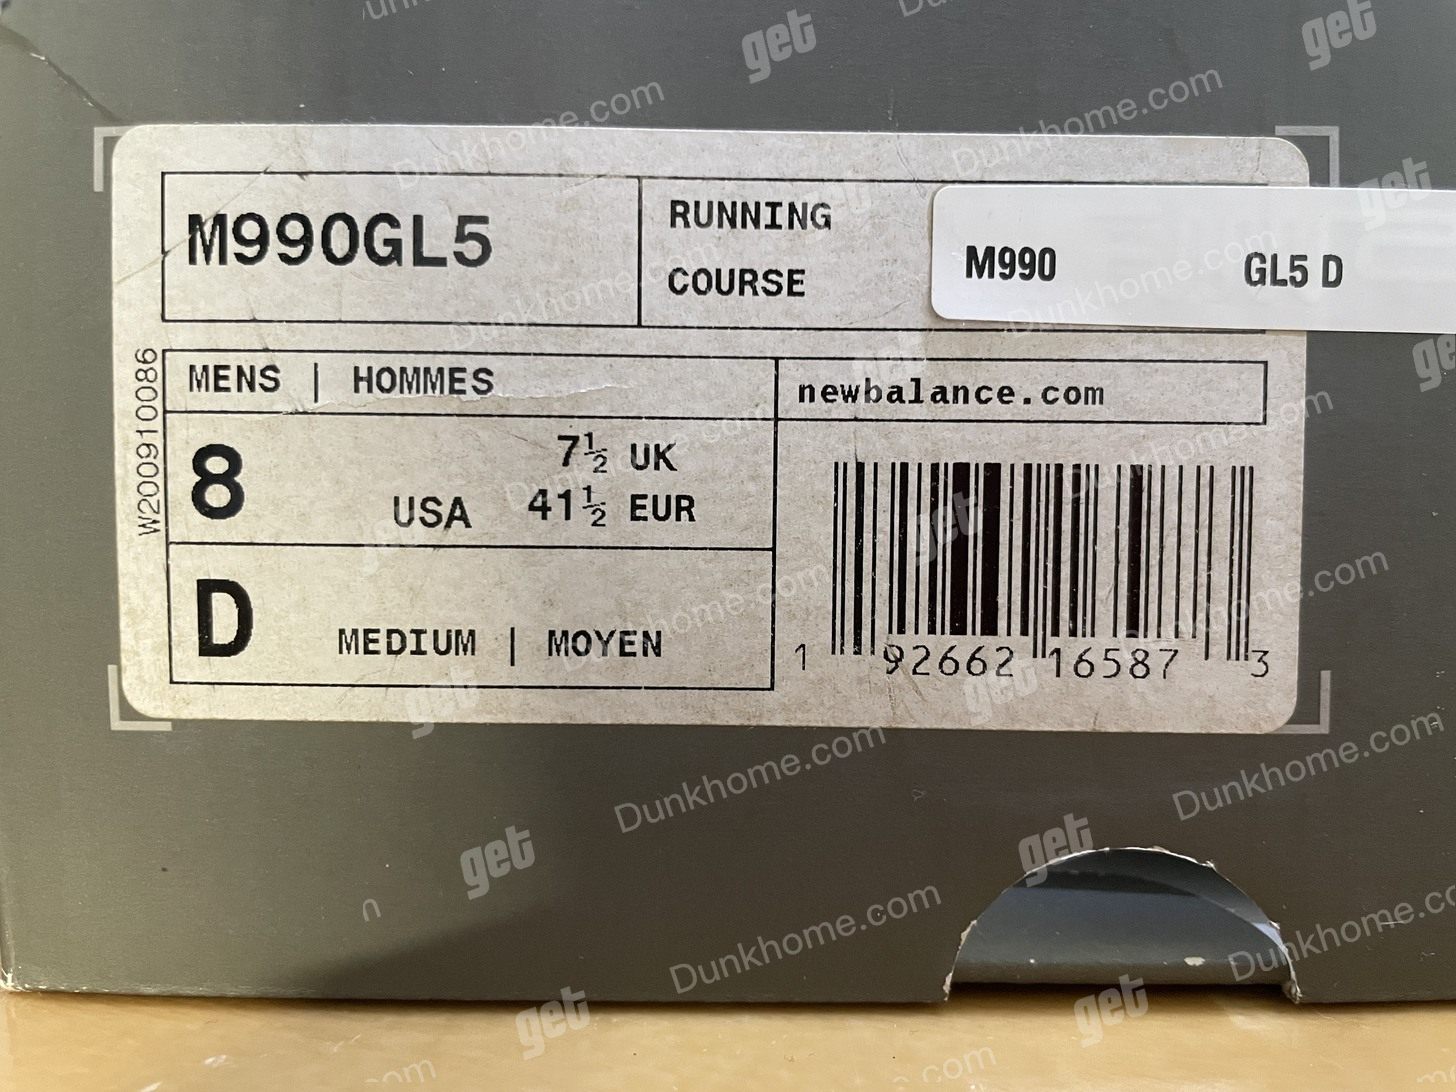 M990GL5
RUNNING
COURSE
M990 GL5 D
W200910086
MENS | HOMMES
newbalance.com
8 USA 7½ UK
41½ EUR
D MEDIUM | MOYEN
1 92662 16587 3
get
Dunkhome.com